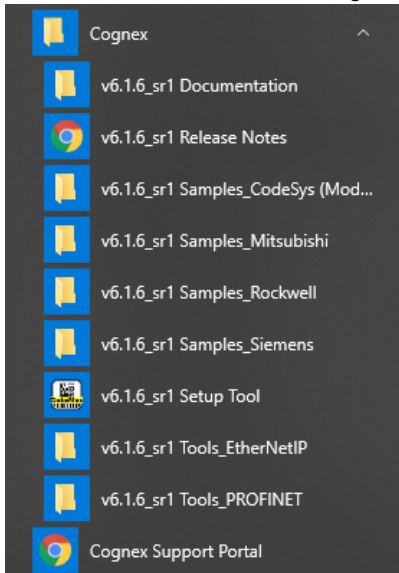 Cognex
v6.1.6_sr1 Documentation
v6.1.6_sr1 Release Notes
v6.1.6_sr1 Samples_CodeSys (Mod...
v6.1.6_sr1 Samples_Mitsubishi
v6.1.6_sr1 Samples_Rockwell
v6.1.6_sr1 Samples_Siemens
v6.1.6_sr1 Setup Tool
v6.1.6_sr1 Tools_EtherNetIP
v6.1.6_sr1 Tools_PROFINET
Cognex Support Portal